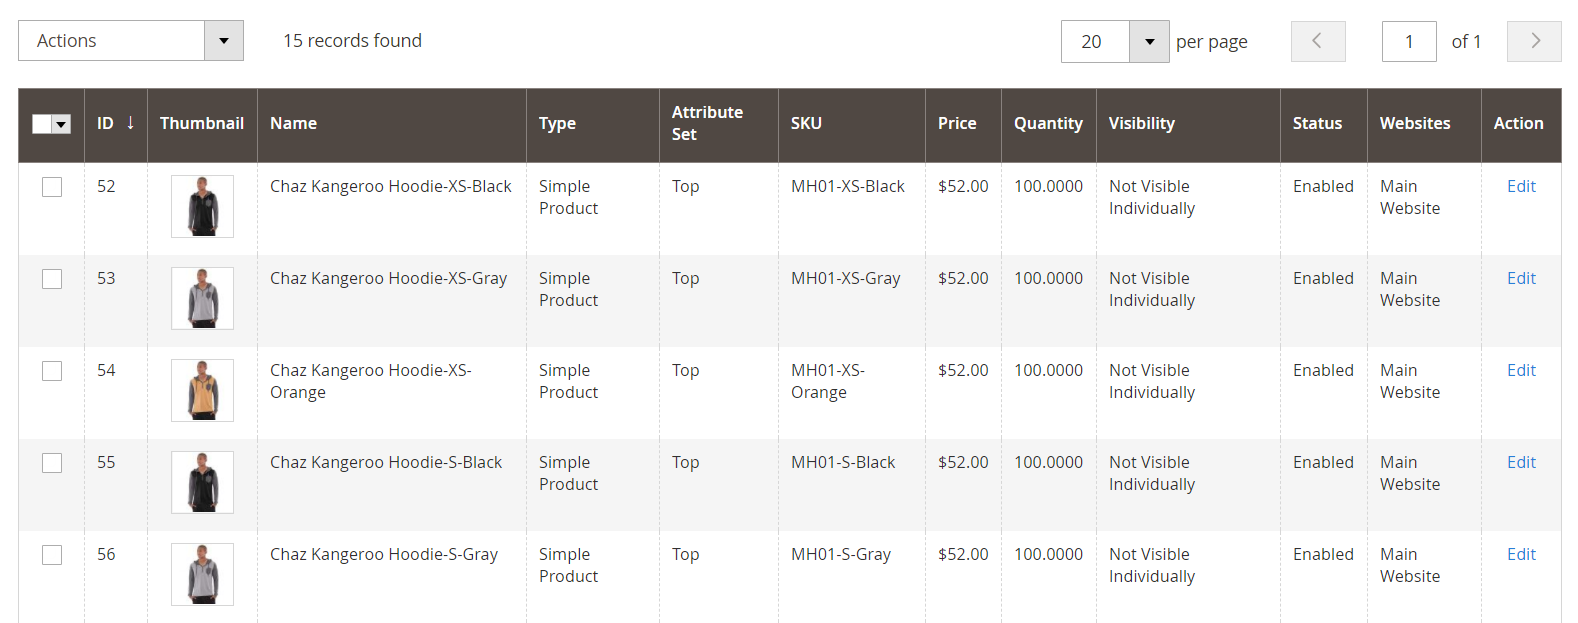 Actions 15 records found 20 per page 1 of 1
ID ↓ Thumbnail Name Type Attribute Set SKU Price Quantity Visibility Status Websites Action
52 Chaz Kangeroo Hoodie-XS-Black Simple Top MH01-XS-Black $52.00 100.0000 Not Visible Enabled Main Edit
Product Individually Website
53 Chaz Kangeroo Hoodie-XS-Gray Simple Top MH01-XS-Gray $52.00 100.0000 Not Visible Enabled Main Edit
Product Individually Website
54 Chaz Kangeroo Hoodie-XS- Simple Top MH01-XS- $52.00 100.0000 Not Visible Enabled Main Edit
Orange Product Orange Individually Website
55 Chaz Kangeroo Hoodie-S-Black Simple Top MH01-S-Black $52.00 100.0000 Not Visible Enabled Main Edit
Product Individually Website
56 Chaz Kangeroo Hoodie-S-Gray Simple Top MH01-S-Gray $52.00 100.0000 Not Visible Enabled Main Edit
Product Individually Website